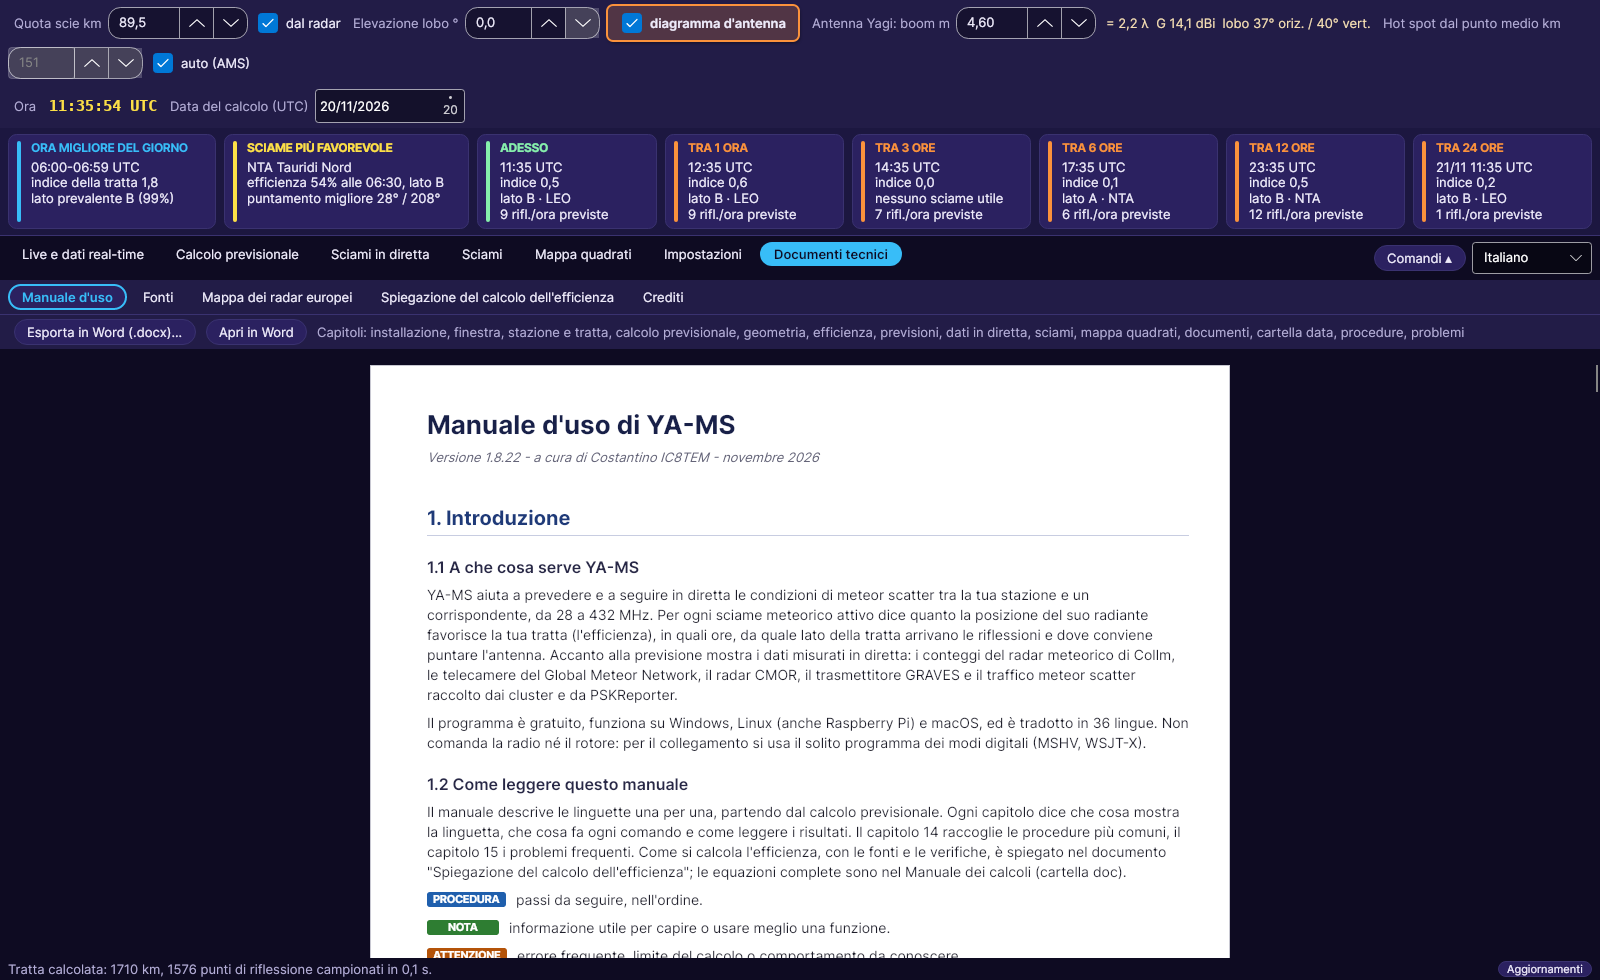 Quota scie km 89,5 dal radar Elevazione lobo ° 0,0 diagramma d'antenna Antenna Yagi: boom m 4,60 = 2,2 λ G 14,1 dBi lobo 37° oriz. / 40° vert. Hot spot dal punto medio km
151 auto (AMS)
Ora 11:35:54 UTC Data del calcolo (UTC) 20/11/2026 20
ORA MIGLIORE DEL GIORNO
06:00-06:59 UTC
indice della tratta 1,8
lato prevalente B (99%)
SCIAME PIÙ FAVOREVOLE
NTA Tauridi Nord
efficienza 54% alle 06:30, lato B
puntamento migliore 28° / 208°
ADESSO
11:35 UTC
indice 0,5
lato B · LEO
9 rifl./ora previste
TRA 1 ORA
12:35 UTC
indice 0,6
lato B · LEO
9 rifl./ora previste
TRA 3 ORE
14:35 UTC
indice 0,0
nessuno sciame utile
7 rifl./ora previste
TRA 6 ORE
17:35 UTC
indice 0,1
lato A · NTA
6 rifl./ora previste
TRA 12 ORE
23:35 UTC
indice 0,5
lato B · NTA
12 rifl./ora previste
TRA 24 ORE
21/11 11:35 UTC
indice 0,2
lato B · LEO
1 rifl./ora previste
Live e dati real-time Calcolo previsionale Sciami in diretta Sciami Mappa quadrati Impostazioni Documenti tecnici Comandi ▴ Italiano
Manuale d'uso Fonti Mappa dei radar europei Spiegazione del calcolo dell'efficienza Crediti
Esporta in Word (.docx)... Apri in Word Capitoli: installazione, finestra, stazione e tratta, calcolo previsionale, geometria, efficienza, previsioni, dati in diretta, sciami, mappa quadrati, documenti, cartella data, procedure, problemi
Manuale d'uso di YA-MS
Versione 1.8.22 - a cura di Costantino IC8TEM - novembre 2026
1. Introduzione
1.1 A che cosa serve YA-MS
YA-MS aiuta a prevedere e a seguire in diretta le condizioni di meteor scatter tra la tua stazione e un
corrispondente, da 28 a 432 MHz. Per ogni sciame meteorico attivo dice quanto la posizione del suo radiante
favorisce la tua tratta (l'efficienza), in quali ore, da quale lato della tratta arrivano le riflessioni e dove conviene
puntare l'antenna. Accanto alla previsione mostra i dati misurati in diretta: i conteggi del radar meteorico di Collm,
le telecamere del Global Meteor Network, il radar CMOR, il trasmettitore GRAVES e il traffico meteor scatter
raccolto dai cluster e da PSKReporter.
Il programma è gratuito, funziona su Windows, Linux (anche Raspberry Pi) e macOS, ed è tradotto in 36 lingue. Non
comanda la radio né il rotore: per il collegamento si usa il solito programma dei modi digitali (MSHV, WSJT-X).
1.2 Come leggere questo manuale
Il manuale descrive le linguette una per una, partendo dal calcolo previsionale. Ogni capitolo dice che cosa mostra
la linguetta, che cosa fa ogni comando e come leggere i risultati. Il capitolo 14 raccoglie le procedure più comuni, il
capitolo 15 i problemi frequenti. Come si calcola l'efficienza, con le fonti e le verifiche, è spiegato nel documento
"Spiegazione del calcolo dell'efficienza"; le equazioni complete sono nel Manuale dei calcoli (cartella doc).
PROCEDURA passi da seguire, nell'ordine.
NOTA informazione utile per capire o usare meglio una funzione.
ATTENZIONE errore frequente, limite del calcolo o comportamento da conoscere.
Tratta calcolata: 1710 km, 1576 punti di riflessione campionati in 0,1 s. Aggiornamenti